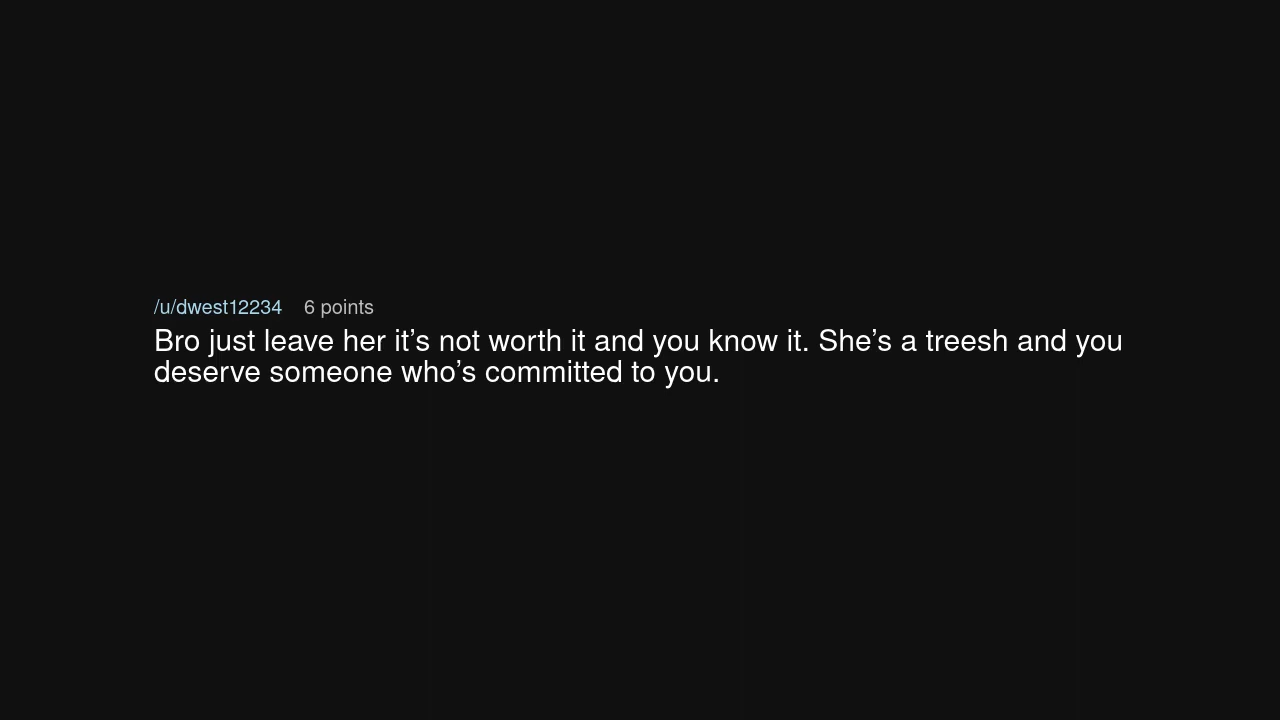 /u/dwest12234 6 points
Bro just leave her it’s not worth it and you know it. She’s a treesh and you
deserve someone who’s committed to you.